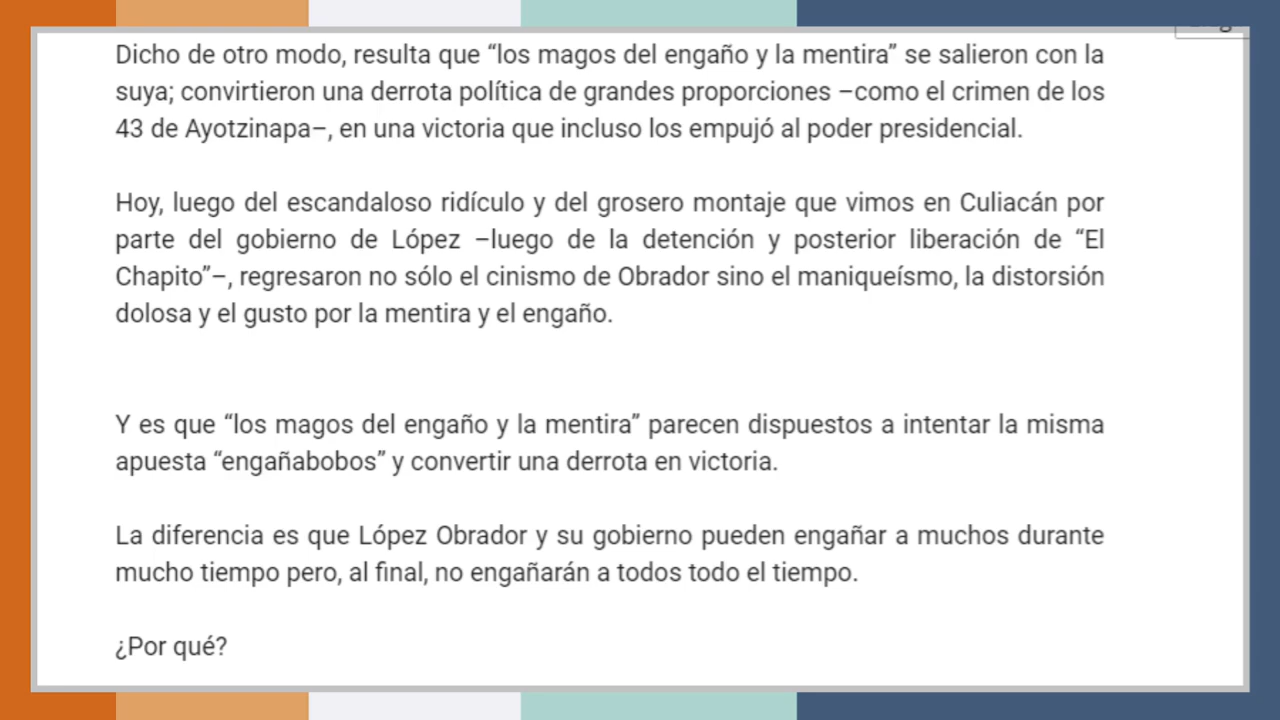 Dicho de otro modo, resulta que “los magos del engaño y la mentira” se salieron con la
suya; convirtieron una derrota política de grandes proporciones –como el crimen de los
43 de Ayotzinapa–, en una victoria que incluso los empujó al poder presidencial.
Hoy, luego del escandaloso ridículo y del grosero montaje que vimos en Culiacán por
parte del gobierno de López –luego de la detención y posterior liberación de “El
Chapito”–, regresaron no sólo el cinismo de Obrador sino el maniqueísmo, la distorsión
dolosa y el gusto por la mentira y el engaño.
Y es que “los magos del engaño y la mentira” parecen dispuestos a intentar la misma
apuesta “engañabobos” y convertir una derrota en victoria.
La diferencia es que López Obrador y su gobierno pueden engañar a muchos durante
mucho tiempo pero, al final, no engañarán a todos todo el tiempo.
¿Por qué?